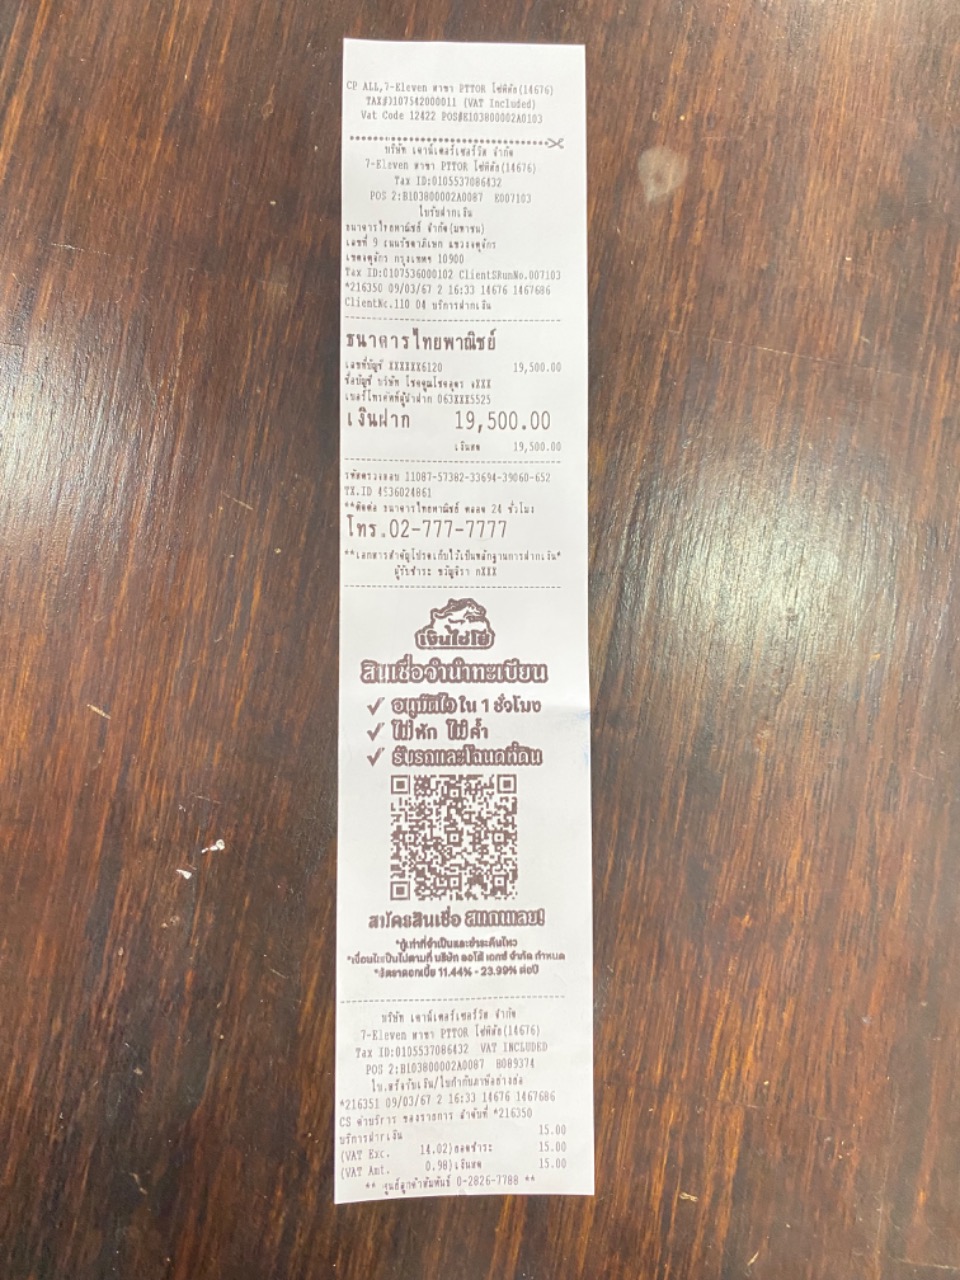 CP ALL,7-Eleven สาขา PTTOR โชพิตัย(14676)
TAX#0107542000011 (VAT Included)
Vat Code 12422 POS#E103800002A0103
บริษัท เคาน์เตอร์เซอร์วิส จำกัด
7-Eleven สาขา PTTOR (14676)
Tax ID:0105537086432
POS 2:B103800002A0087 E007103
ใบรับฝากเงิน
ธนาคารไทยพาณิชย์ จำกัด(มหาชน)
เลขที่ 9 ถนนรัชดาภิเษก แขวงจตุจักร
เขตจตุจักร กรุงเทพฯ 10900
Tax ID:0107536000102 ClientSRunNo.007103
*216350 09/03/67 2 16:33 14676 1467686
ClientNc.110 04 บริการฝากเงิน
ธนาคารไทยพาณิชย์
เลขที่บัญชี XXXXXX6120 19,500.00
ชื่อบัญชี บริษัท โชคคูณโชคอุดร จXXX
เบอร์โทรศัพท์ผู้นำฝาก 063XXX5525
เงินฝาก 19,500.00
เงินสด 19,500.00
รหัสตรวจสอบ 11087-57382-33694-39060-652
TX.ID 4536024861
**ติดต่อ ธนาคารไทยพาณิชย์ ตลอด 24 ชั่วโมง
โทร.02-777-7777
**เอกสารสำคัญโปรดเก็บไว้เป็นหลักฐานการฝากเงิน*
ผู้รับชำระ ขวัญจิรา กXXX
เงินไชโย
สินเชื่อจำนำทะเบียน
✓ อนุมัติไว ใน 1 ชั่วโมง
✓ ไม่หัก ไม่ค้ำ
✓ รับรถและโฉนดที่ดิน
สมัครสินเชื่อ สแกนเลย!
*กู้เท่าที่จำเป็นและชำระคืนไหว
*เงื่อนไขเป็นไปตามที่ บริษัท ออโต้ เอกซ์ จำกัด กำหนด
*อัตราดอกเบี้ย 11.44% - 23.99% ต่อปี
บริษัท เคาน์เตอร์เซอร์วิส จำกัด
7-Eleven สาขา PTTOR (14676)
Tax ID:0105537086432 VAT INCLUDED
POS 2:B103800002A0087 B089374
ใบเสร็จรับเงิน/ใบกำกับภาษีอย่างย่อ
*216351 09/03/67 2 16:33 14676 1467686
CS ค่าบริการ ของรายการ ลำดับที่ *216350
บริการฝากเงิน 15.00
(VAT Exc. 14.02)ยอดชำระ 15.00
(VAT Amt. 0.98)เงินสด 15.00
** ศูนย์ลูกค้าสัมพันธ์ 0-2826-7788 **